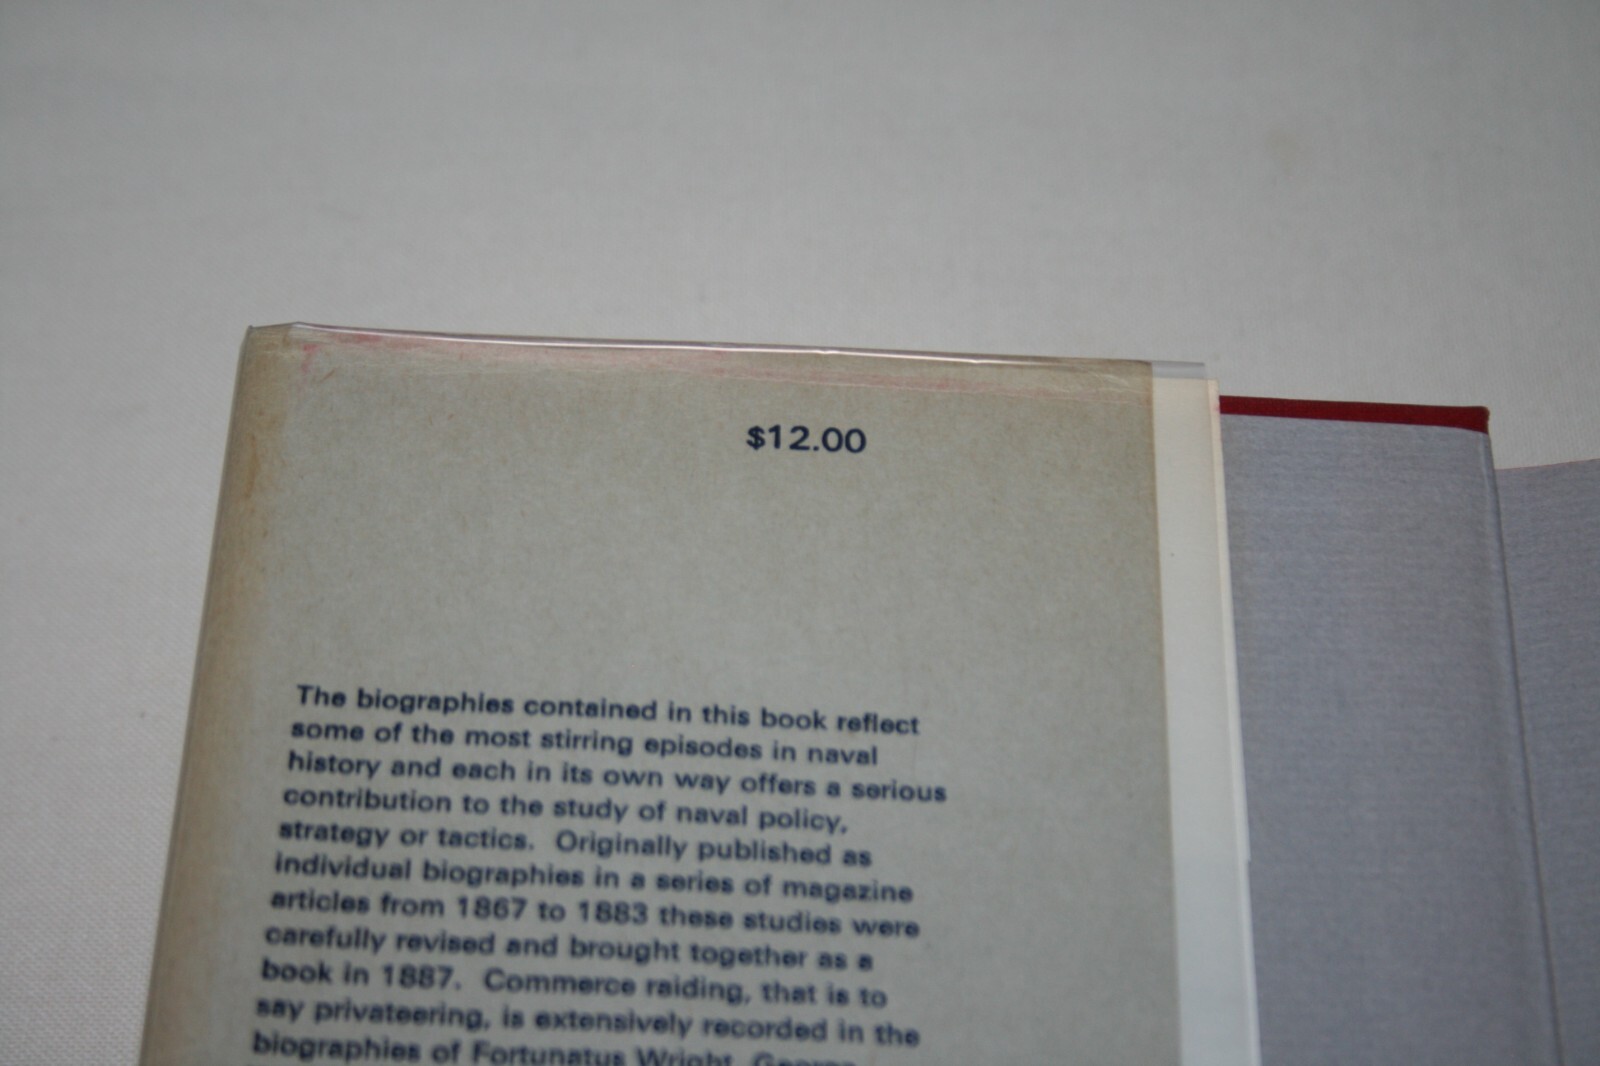 $12.00
The biographies contained in this book reflect
some of the most stirring episodes in naval
history and each in its own way offers a serious
contribution to the study of naval policy,
strategy or tactics. Originally published as
individual biographies in a series of magazine
articles from 1867 to 1883 these studies were
carefully revised and brought together as a
book in 1887. Commerce raiding, that is to
say privateering, is extensively recorded in the
biographies of Fortunatus Wright, George